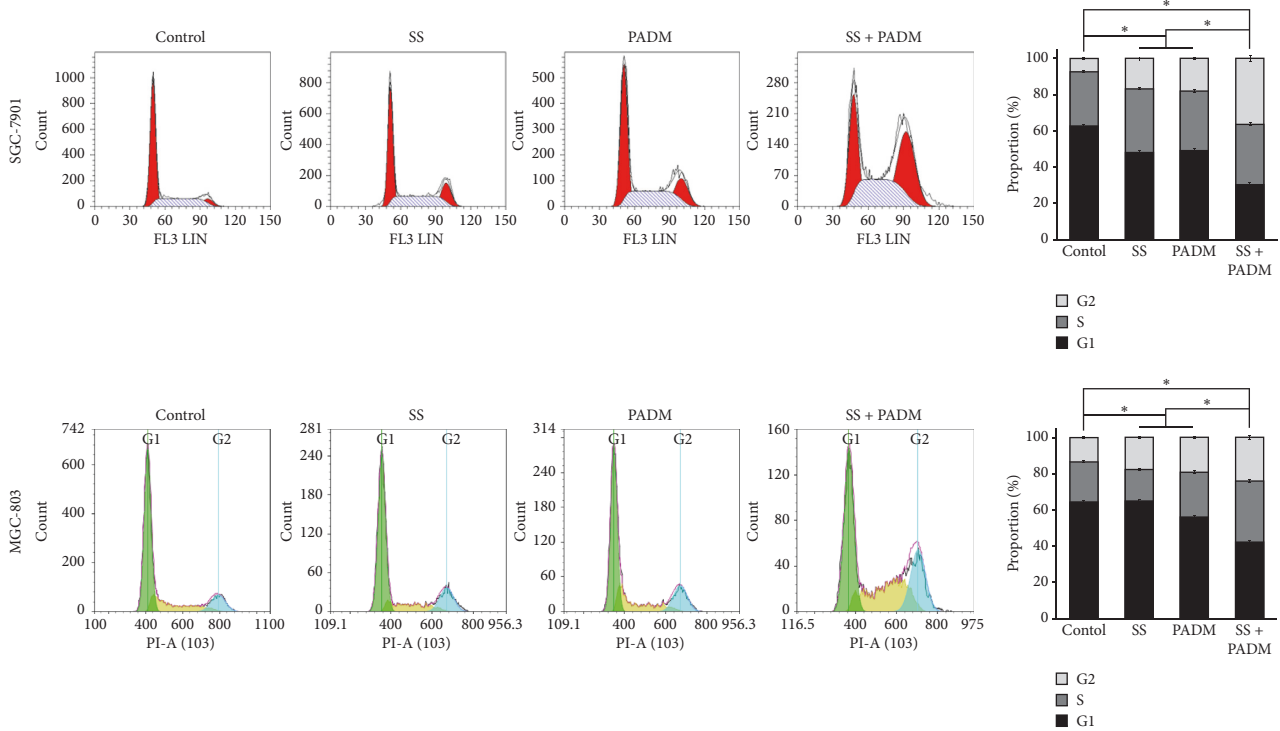 SGC-7901
Control
Count
1000
800
600
400
200
0
0 30 60 90 120 150
FL3 LIN
SS
Count
800
600
400
200
0
0 30 60 90 120 150
FL3 LIN
PADM
Count
500
400
300
200
100
0
0 30 60 90 120 150
FL3 LIN
SS + PADM
Count
280
210
140
70
0
0 30 60 90 120 150
FL3 LIN
*
* *
Proportion (%)
100
80
60
40
20
0
Contol SS PADM SS +
PADM
G2
S
G1
MGC-803
Control
Count
742
600
400
200
0
G1 G2
100 400 600 800 1100
PI-A (103)
SS
Count
281
240
180
120
60
0
G1 G2
109.1 400 600 800 956.3
PI-A (103)
PADM
Count
314
240
180
120
60
0
G1 G2
109.1 400 600 800 956.3
PI-A (103)
SS + PADM
Count
160
120
80
40
0
G1 G2
116.5 400 600 800 975
PI-A (103)
*
* *
Proportion (%)
100
80
60
40
20
0
Contol SS PADM SS +
PADM
G2
S
G1